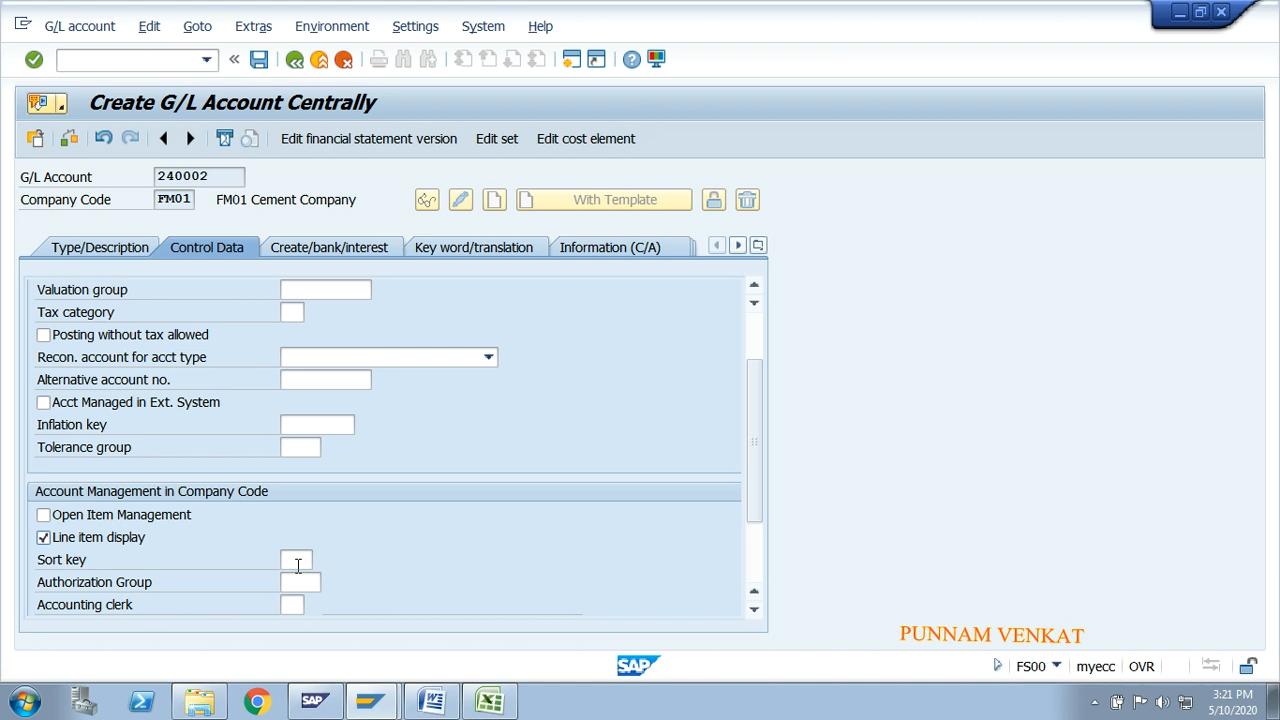 G/L account Edit Goto Extras Environment Settings System Help
Create G/L Account Centrally
Edit financial statement version Edit set Edit cost element
G/L Account 240002
Company Code FM01 FM01 Cement Company With Template
Type/Description Control Data Create/bank/interest Key word/translation Information (C/A)
Valuation group
Tax category
Posting without tax allowed
Recon. account for acct type
Alternative account no.
Acct Managed in Ext. System
Inflation key
Tolerance group
Account Management in Company Code
Open Item Management
Line item display
Sort key
Authorization Group
Accounting clerk
PUNNAM VENKAT
SAP FS00 myecc OVR
SAP
3:21 PM
5/10/2020